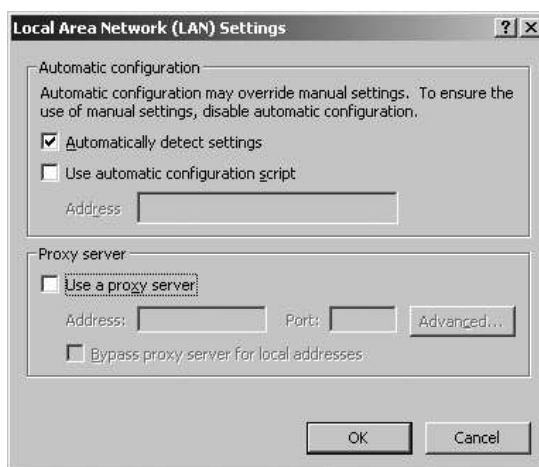 Local Area Network (LAN) Settings
Automatic configuration
Automatic configuration may override manual settings. To ensure the
use of manual settings, disable automatic configuration.
Automatically detect settings
Use automatic configuration script
Address
Proxy server
Use a proxy server
Address: Port: Advanced...
Bypass proxy server for local addresses
OK Cancel